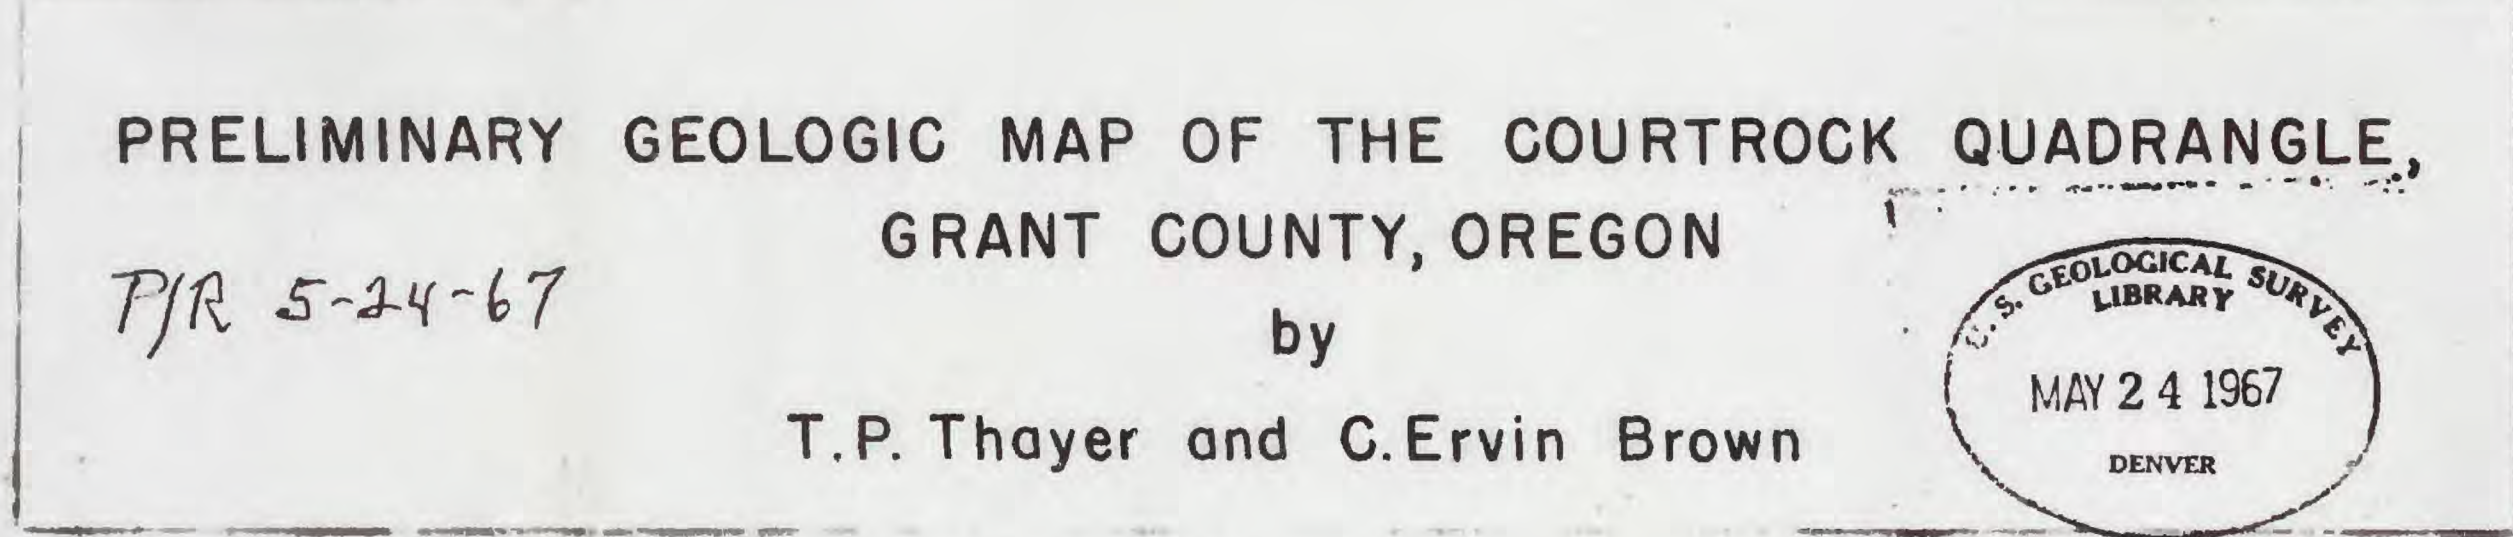 PRELIMINARY GEOLOGIC MAP OF THE COURTROCK QUADRANGLE,
GRANT COUNTY, OREGON
P/R 5-24-67
by
T.P. Thayer and C. Ervin Brown
U. S. GEOLOGICAL SURVEY
LIBRARY
MAY 24 1967
DENVER